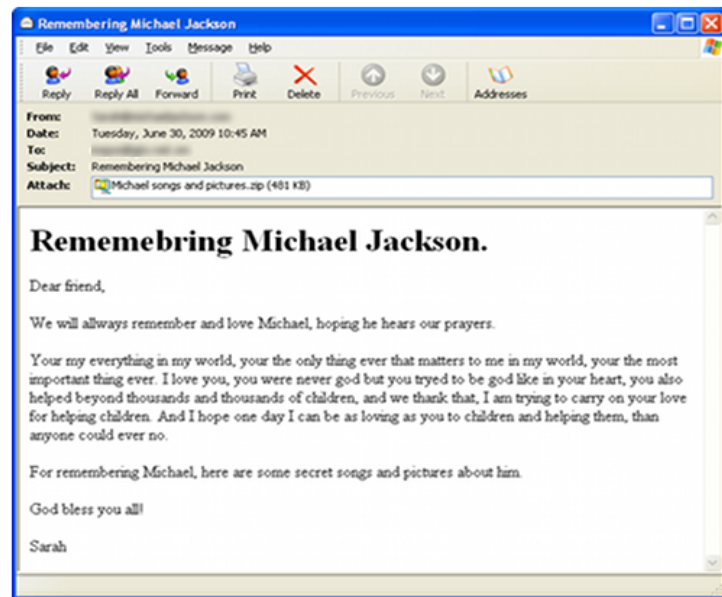 Remembering Michael Jackson
File Edit View Tools Message Help
Reply Reply All Forward Print Delete Previous Next Addresses
From:
Date: Tuesday, June 30, 2009 10:45 AM
To:
Subject: Remembering Michael Jackson
Attach: Michael songs and pictures.zip (481 KB)
Rememebring Michael Jackson.
Dear friend,
We will allways remember and love Michael, hoping he hears our prayers.
Your my everything in my world, your the only thing ever that matters to me in my world, your the most
important thing ever. I love you, you were never god but you tryed to be god like in your heart, you also
helped beyond thousands and thousands of children, and we thank that, I am trying to carry on your love
for helping children. And I hope one day I can be as loving as you to children and helping them, than
anyone could ever no.
For remembering Michael, here are some secret songs and pictures about him.
God bless you all!
Sarah